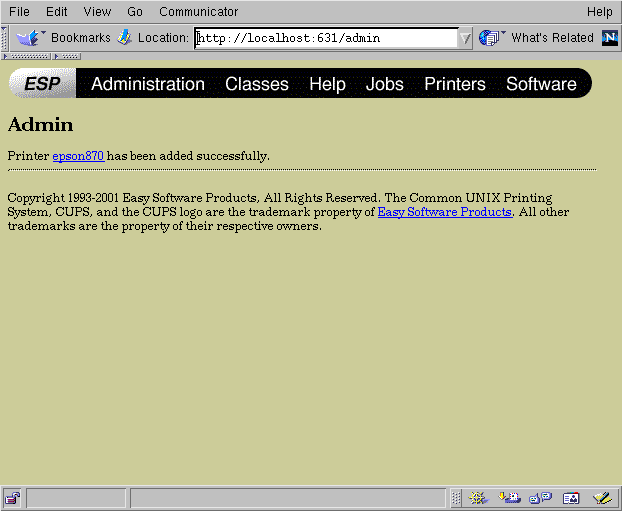 File Edit View Go Communicator Help
Bookmarks Location: http://localhost:631/admin What's Related N
ESP Administration Classes Help Jobs Printers Software
Admin
Printer epson870 has been added successfully.
Copyright 1993-2001 Easy Software Products, All Rights Reserved. The Common UNIX Printing
System, CUPS, and the CUPS logo are the trademark property of Easy Software Products. All other
trademarks are the property of their respective owners.